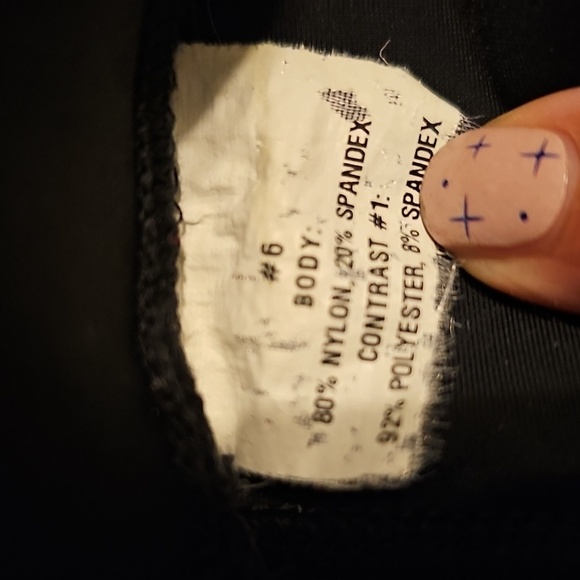 #6
BODY:
80% NYLON, 20% SPANDEX
CONTRAST #1:
92% POLYESTER, 8% SPANDEX